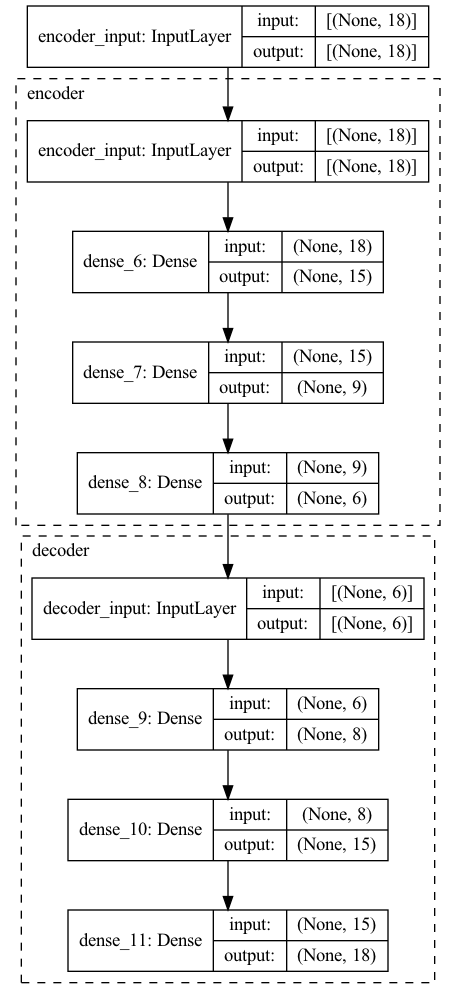 encoder_input: InputLayer input: [(None, 18)]
output: [(None, 18)]
encoder
encoder_input: InputLayer input: [(None, 18)]
output: [(None, 18)]
dense_6: Dense input: (None, 18)
output: (None, 15)
dense_7: Dense input: (None, 15)
output: (None, 9)
dense_8: Dense input: (None, 9)
output: (None, 6)
decoder
decoder_input: InputLayer input: [(None, 6)]
output: [(None, 6)]
dense_9: Dense input: (None, 6)
output: (None, 8)
dense_10: Dense input: (None, 8)
output: (None, 15)
dense_11: Dense input: (None, 15)
output: (None, 18)